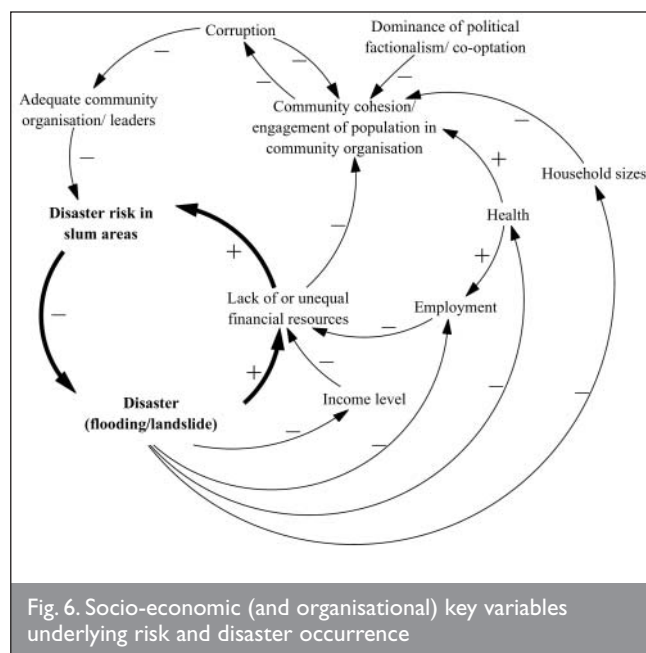 Corruption
Dominance of political
factionalism/ co-optation
Adequate community
organisation/ leaders
Community cohesion/
engagement of population in
community organisation
Household sizes
Disaster risk in
slum areas
Health
Lack of or unequal
financial resources
Employment
Disaster
(flooding/landslide)
Income level
−
−
−
−
−
−
+
−
+
+
−
−
−
+
−
−
−
−
−
Fig. 6. Socio-economic (and organisational) key variables
underlying risk and disaster occurrence